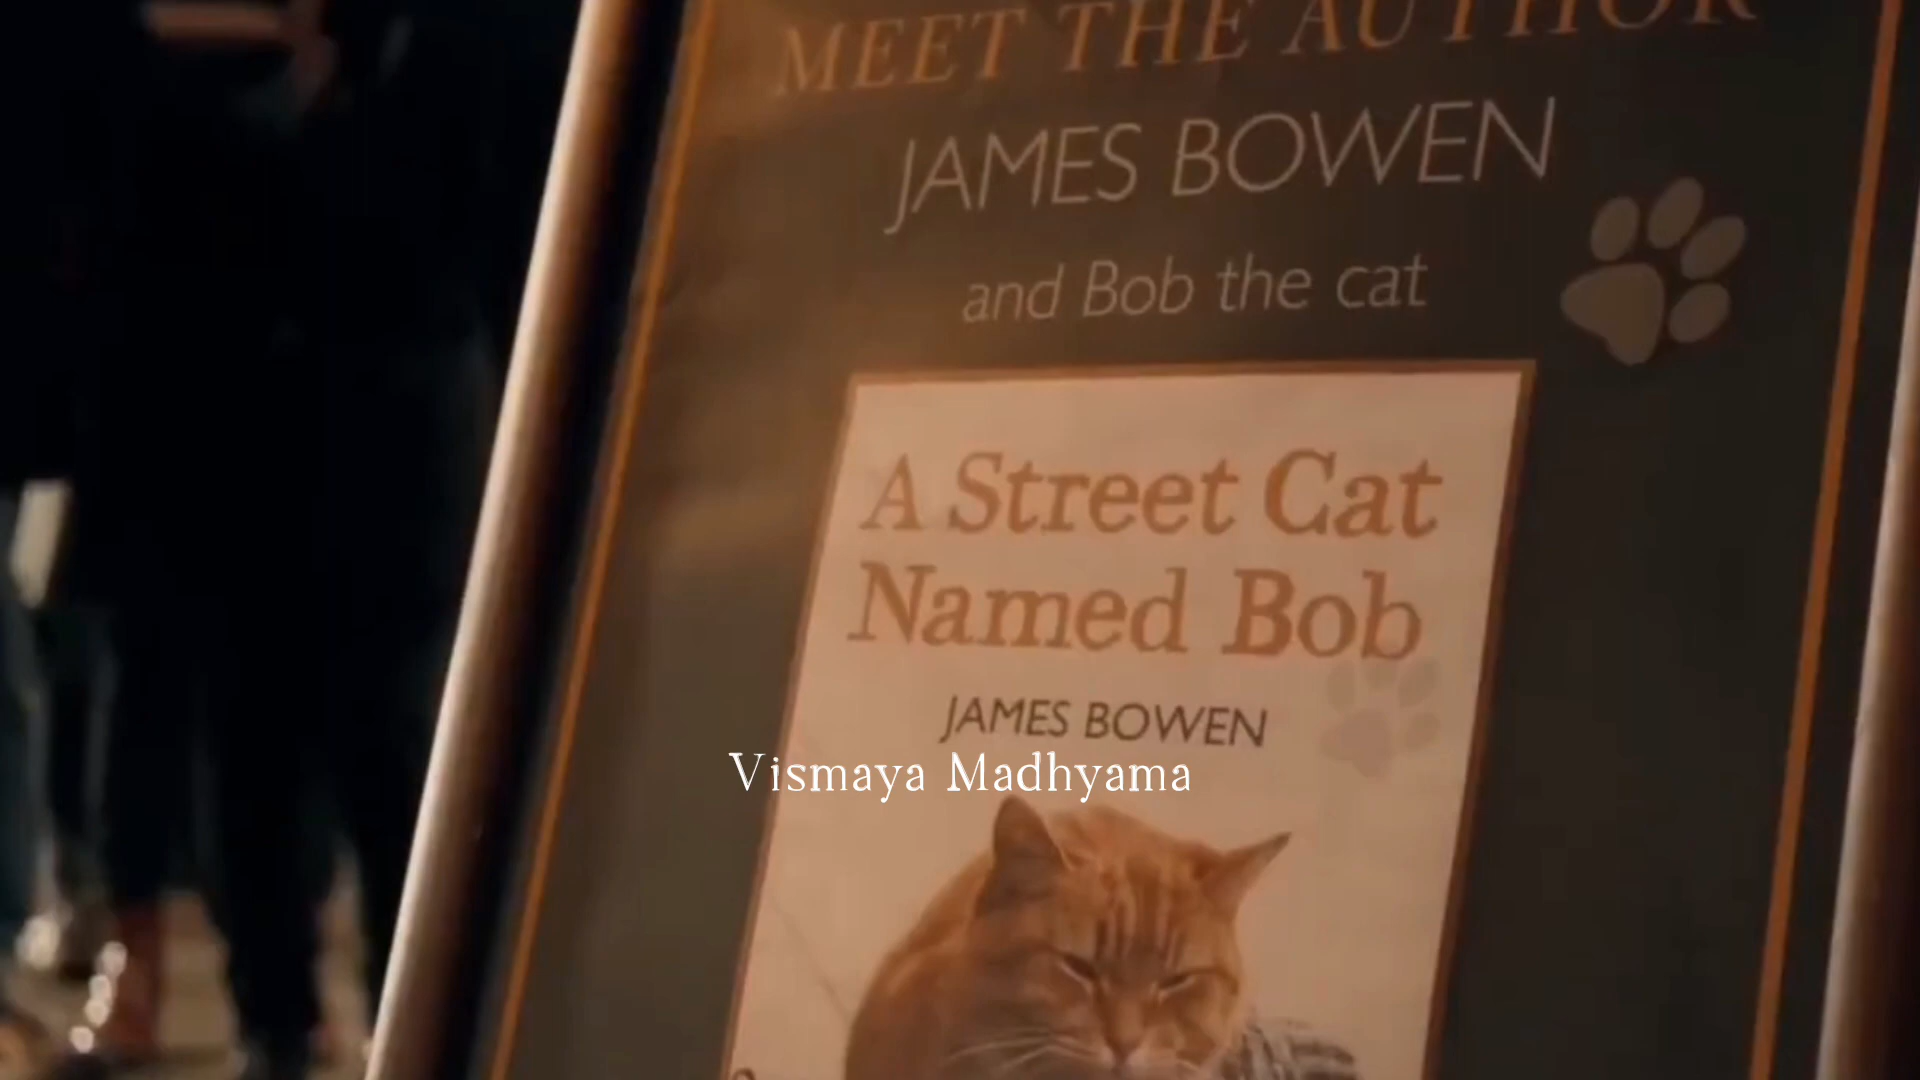 MEET THE AUTHOR
JAMES BOWEN
and Bob the cat
A Street Cat
Named Bob
JAMES BOWEN
Vismaya Madhyama